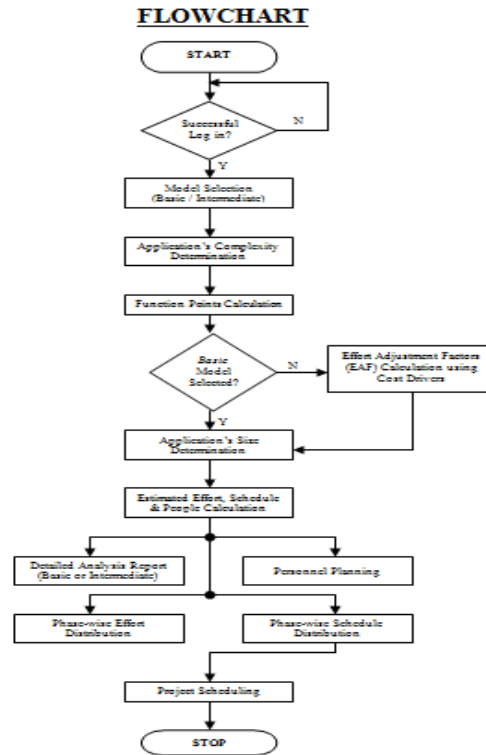 FLOWCHART
START
Successful
Log in?
N
Y
Model Selection
(Basic / Intermediate)
Application's Complexity
Determination
Function Points Calculation
Basic
Model
Selected?
N
Effort Adjustment Factors
(EAF) Calculation using
Cost Drivers
Y
Application's Size
Determination
Estimated Effort, Schedule
& People Calculation
Detailed Analysis Report
(Basic or Intermediate)
Personnel Planning
Phase-wise Effort
Distribution
Phase-wise Schedule
Distribution
Project Scheduling
STOP